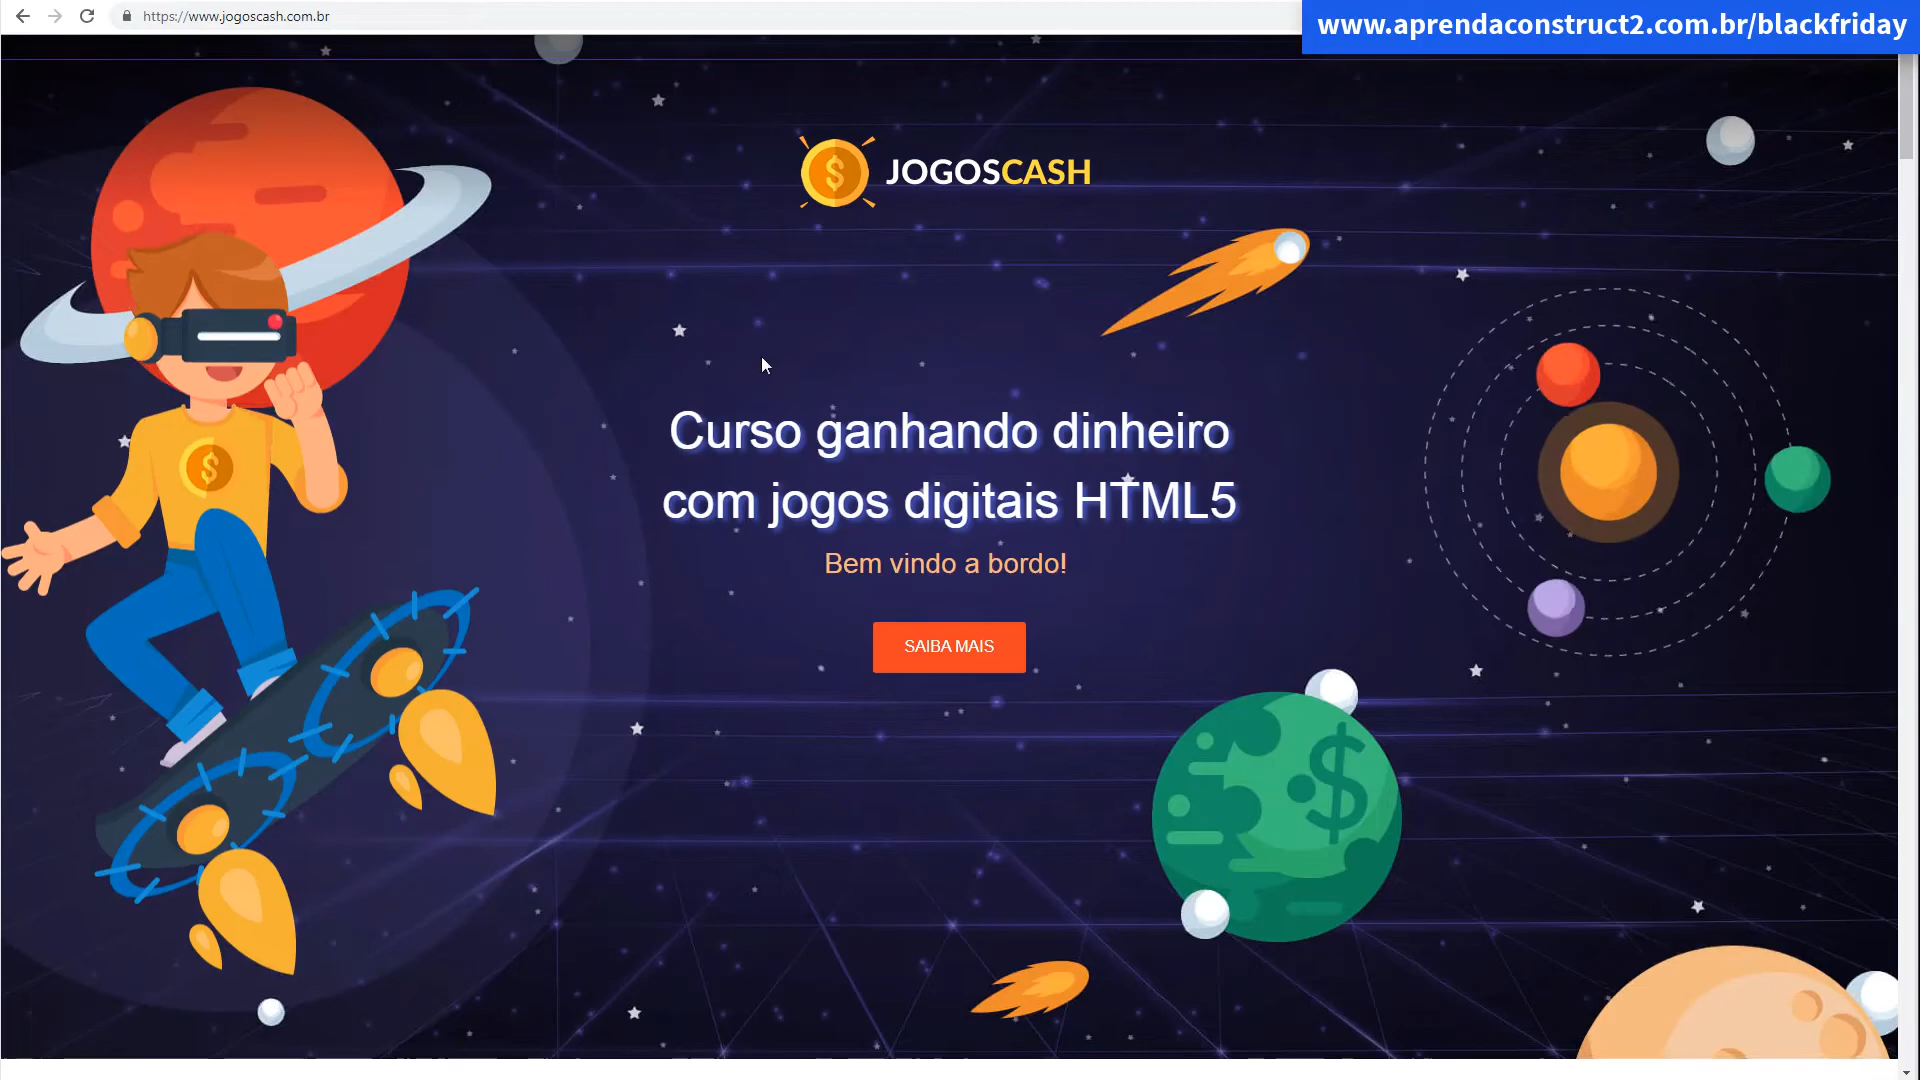 https://www.jogoscash.com.br
www.aprendaconstruct2.com.br/blackfriday
JOGOSCASH
Curso ganhando dinheiro
com jogos digitais HTML5
Bem vindo a bordo!
SAIBA MAIS
$
$
$